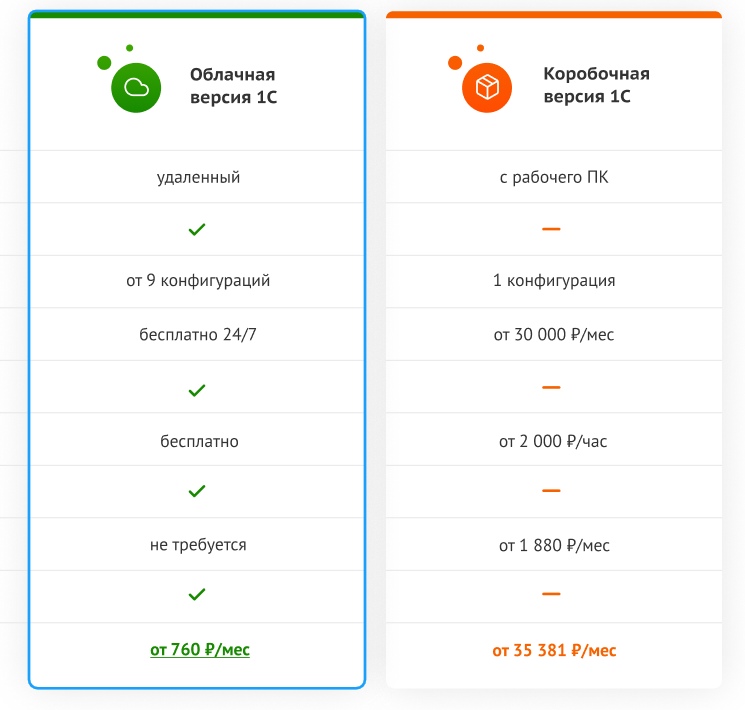 Облачная
версия 1С
Коробочная
версия 1С
удаленный
с рабочего ПК
от 9 конфигураций
1 конфигурация
бесплатно 24/7
от 30 000 ₽/мес
бесплатно
от 2 000 ₽/час
не требуется
от 1 880 ₽/мес
от 760 ₽/мес
от 35 381 ₽/мес